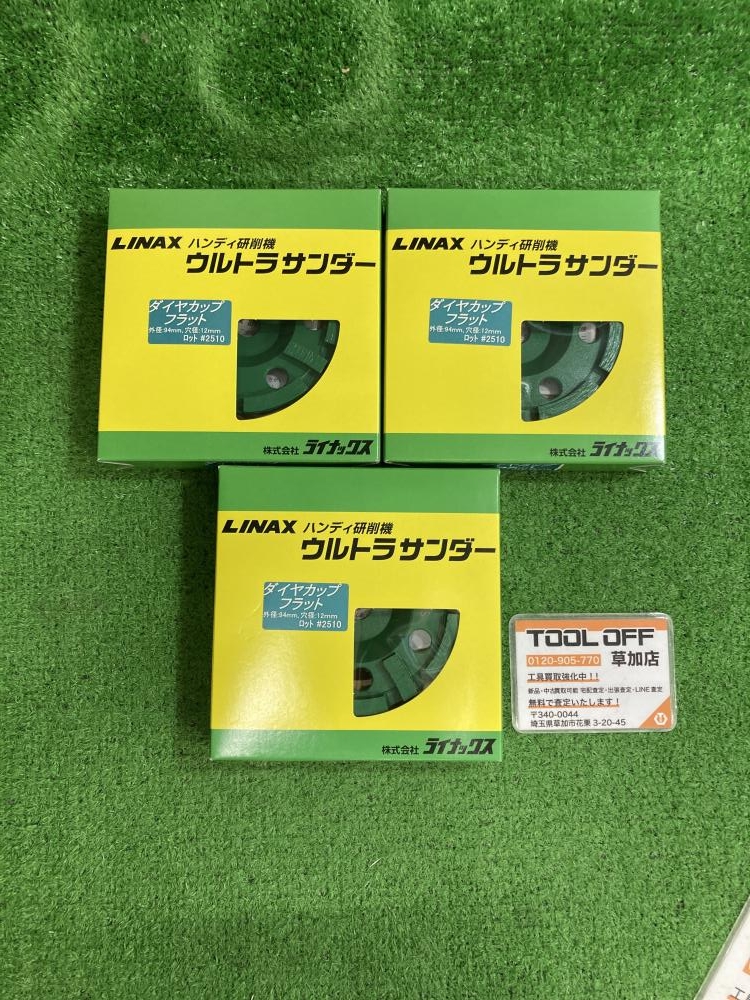 LINAX ハンディ研削機
ウルトラサンダー
ダイヤカップ
フラット
外径:94mm, 穴径:12mm
ロット #2510
株式会社 ライナックス
LINAX ハンディ研削機
ウルトラサンダー
ダイヤカップ
フラット
外径:94mm, 穴径:12mm
ロット #2510
株式会社 ライナックス
LINAX ハンディ研削機
ウルトラサンダー
ダイヤカップ
フラット
外径:94mm, 穴径:12mm
ロット #2510
株式会社 ライナックス
TOOL OFF
0120-905-770 草加店
工具買取強化中!!
新品・中古買取可能 宅配査定・出張査定・LINE査定
無料で査定いたします!
〒340-0044
埼玉県草加市花栗 3-20-45